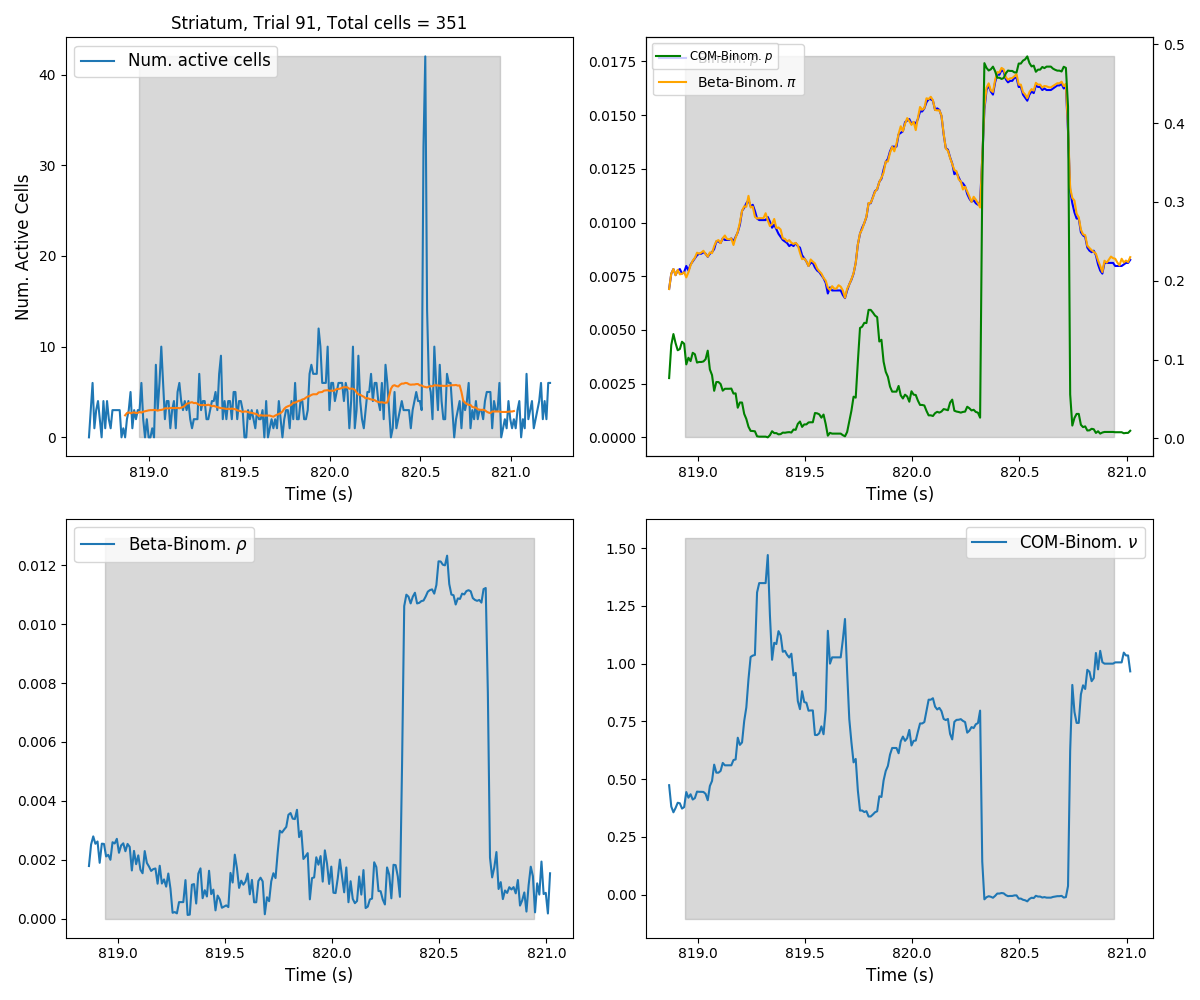 Striatum, Trial 91, Total cells = 351
Num. active cells
40
30
20
10
0
Num. Active Cells
819.0 819.5 820.0 820.5 821.0
Time (s)
COM-Binom. p
Beta-Binom. π
0.0175
0.0150
0.0125
0.0100
0.0075
0.0050
0.0025
0.0000
0.5
0.4
0.3
0.2
0.1
0.0
819.0 819.5 820.0 820.5 821.0
Time (s)
Beta-Binom. ρ
0.012
0.010
0.008
0.006
0.004
0.002
0.000
819.0 819.5 820.0 820.5 821.0
Time (s)
COM-Binom. ν
1.50
1.25
1.00
0.75
0.50
0.25
0.00
819.0 819.5 820.0 820.5 821.0
Time (s)